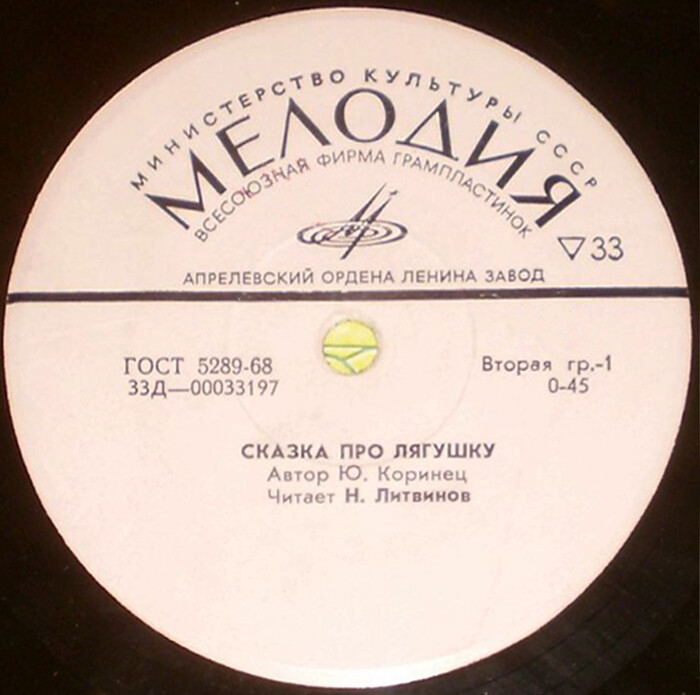 МИНИСТЕРСТВО КУЛЬТУРЫ СССР
МЕЛОДИЯ
ВСЕСОЮЗНАЯ ФИРМА ГРАМПЛАСТИНОК
33
АПРЕЛЕВСКИЙ ОРДЕНА ЛЕНИНА ЗАВОД
ГОСТ 5289-68
Вторая гр.-1
33Д—00033197
0-45
СКАЗКА ПРО ЛЯГУШКУ
Автор Ю. Коринец
Читает Н. Литвинов